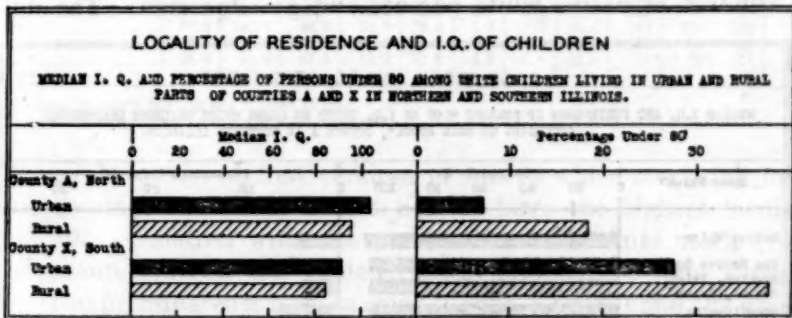 LOCALITY OF RESIDENCE AND I.Q. OF CHILDREN
MEDIAN I. Q. AND PERCENTAGE OF PERSONS UNDER 80 AMONG WHITE CHILDREN LIVING IN URBAN AND RURAL
PARTS OF COUNTIES A AND X IN NORTHERN AND SOUTHERN ILLINOIS.
Median I. Q. Percentage Under 80
0 20 40 60 80 100 0 10 20 30
County A, North
Urban
Rural
County X, South
Urban
Rural